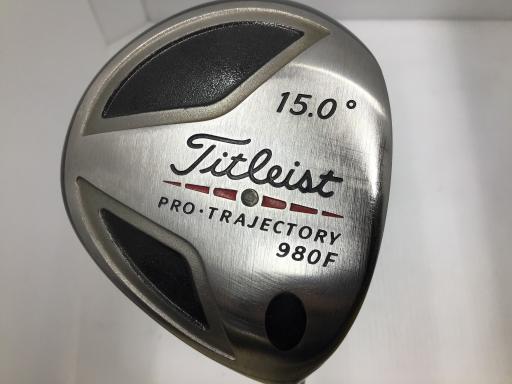 15.0°
Titleist
PRO·TRAJECTORY
980F